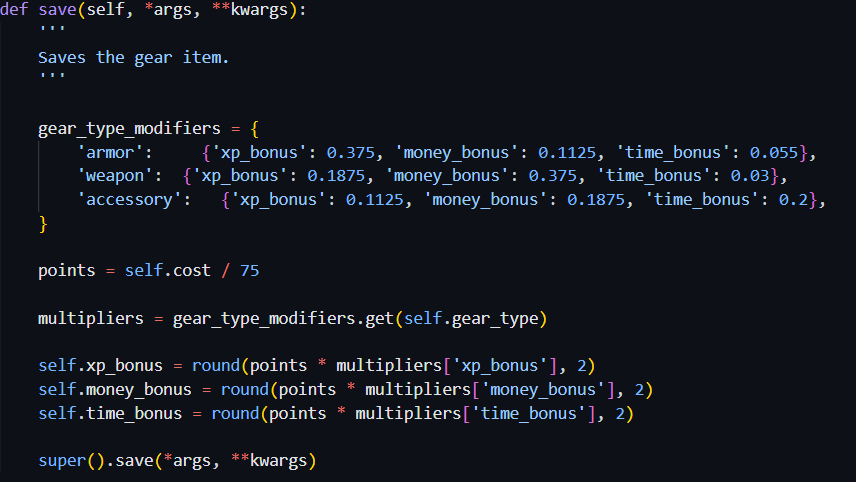 def save(self, *args, **kwargs):
    '''
    Saves the gear item.
    '''
    gear_type_modifiers = {
        'armor':     {'xp_bonus': 0.375, 'money_bonus': 0.1125, 'time_bonus': 0.055},
        'weapon':  {'xp_bonus': 0.1875, 'money_bonus': 0.375, 'time_bonus': 0.03},
        'accessory':   {'xp_bonus': 0.1125, 'money_bonus': 0.1875, 'time_bonus': 0.2},
    }
    points = self.cost / 75
    multipliers = gear_type_modifiers.get(self.gear_type)
    self.xp_bonus = round(points * multipliers['xp_bonus'], 2)
    self.money_bonus = round(points * multipliers['money_bonus'], 2)
    self.time_bonus = round(points * multipliers['time_bonus'], 2)
    super().save(*args, **kwargs)